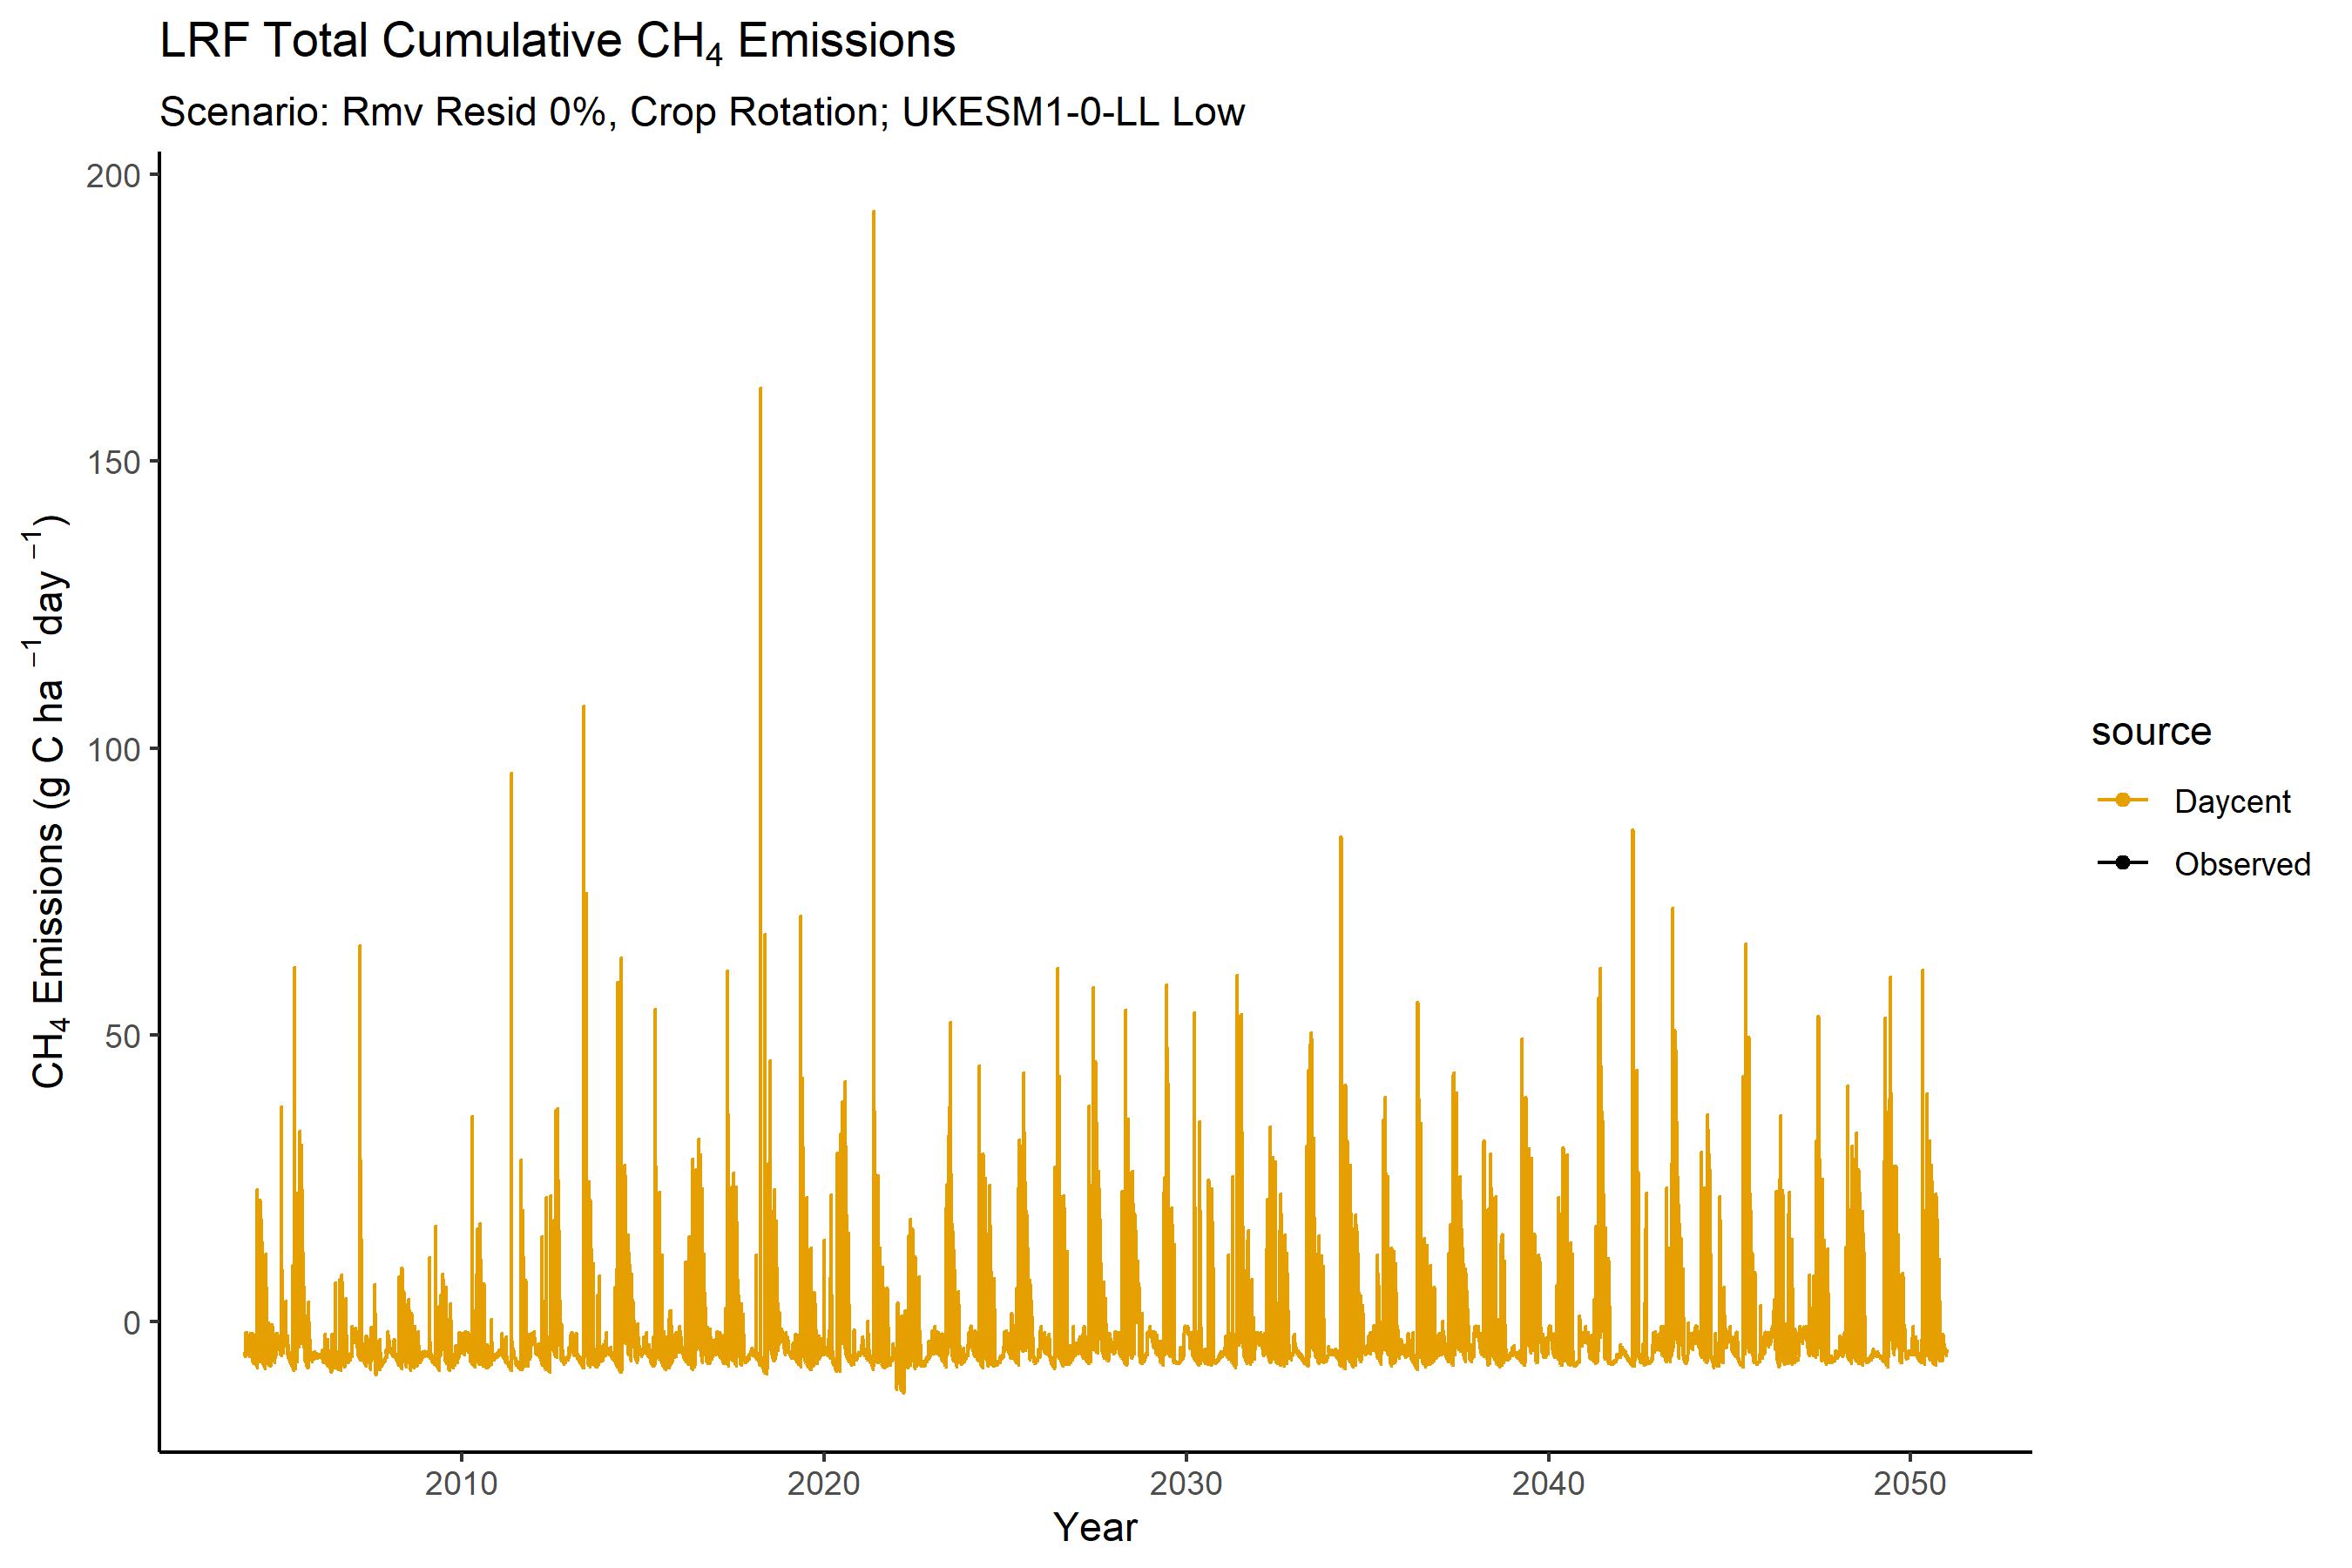 LRF Total Cumulative CH₄ Emissions
Scenario: Rmv Resid 0%, Crop Rotation; UKESM1-0-LL Low
CH₄ Emissions (g C ha ⁻¹day ⁻¹)
200
150
100
50
0
2010
2020
2030
2040
2050
Year
source
Daycent
Observed